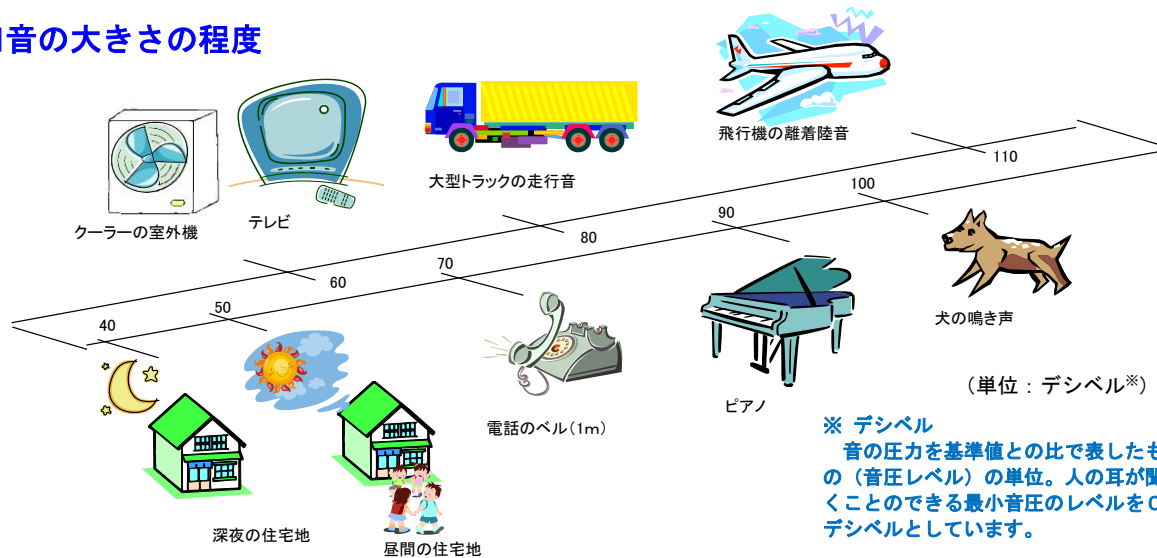 音の大きさの程度
飛行機の離着陸音
大型トラックの走行音
テレビ
クーラーの室外機
110
100
90
80
70
60
50
40
犬の鳴き声
（単位：デシベル※）
ピアノ
電話のベル（1m）
深夜の住宅地
昼間の住宅地
※ デシベル
音の圧力を基準値との比で表したも
の（音圧レベル）の単位。人の耳が聞
くことのできる最小音圧のレベルを０
デシベルとしています。